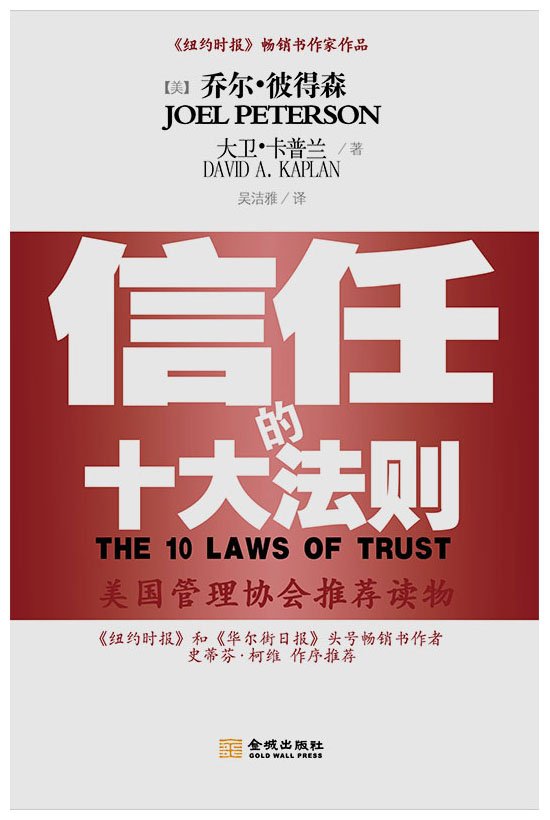 《纽约时报》畅销书作家作品
【美】乔尔·彼得森
JOEL PETERSON
大卫·卡普兰／著
DAVID A. KAPLAN
吴洁雅／译
信任
的
十大法则
THE 10 LAWS OF TRUST
美国管理协会推荐读物
《纽约时报》和《华尔街日报》头号畅销书作者
史蒂芬·柯维 作序推荐
金城出版社
GOLD WALL PRESS